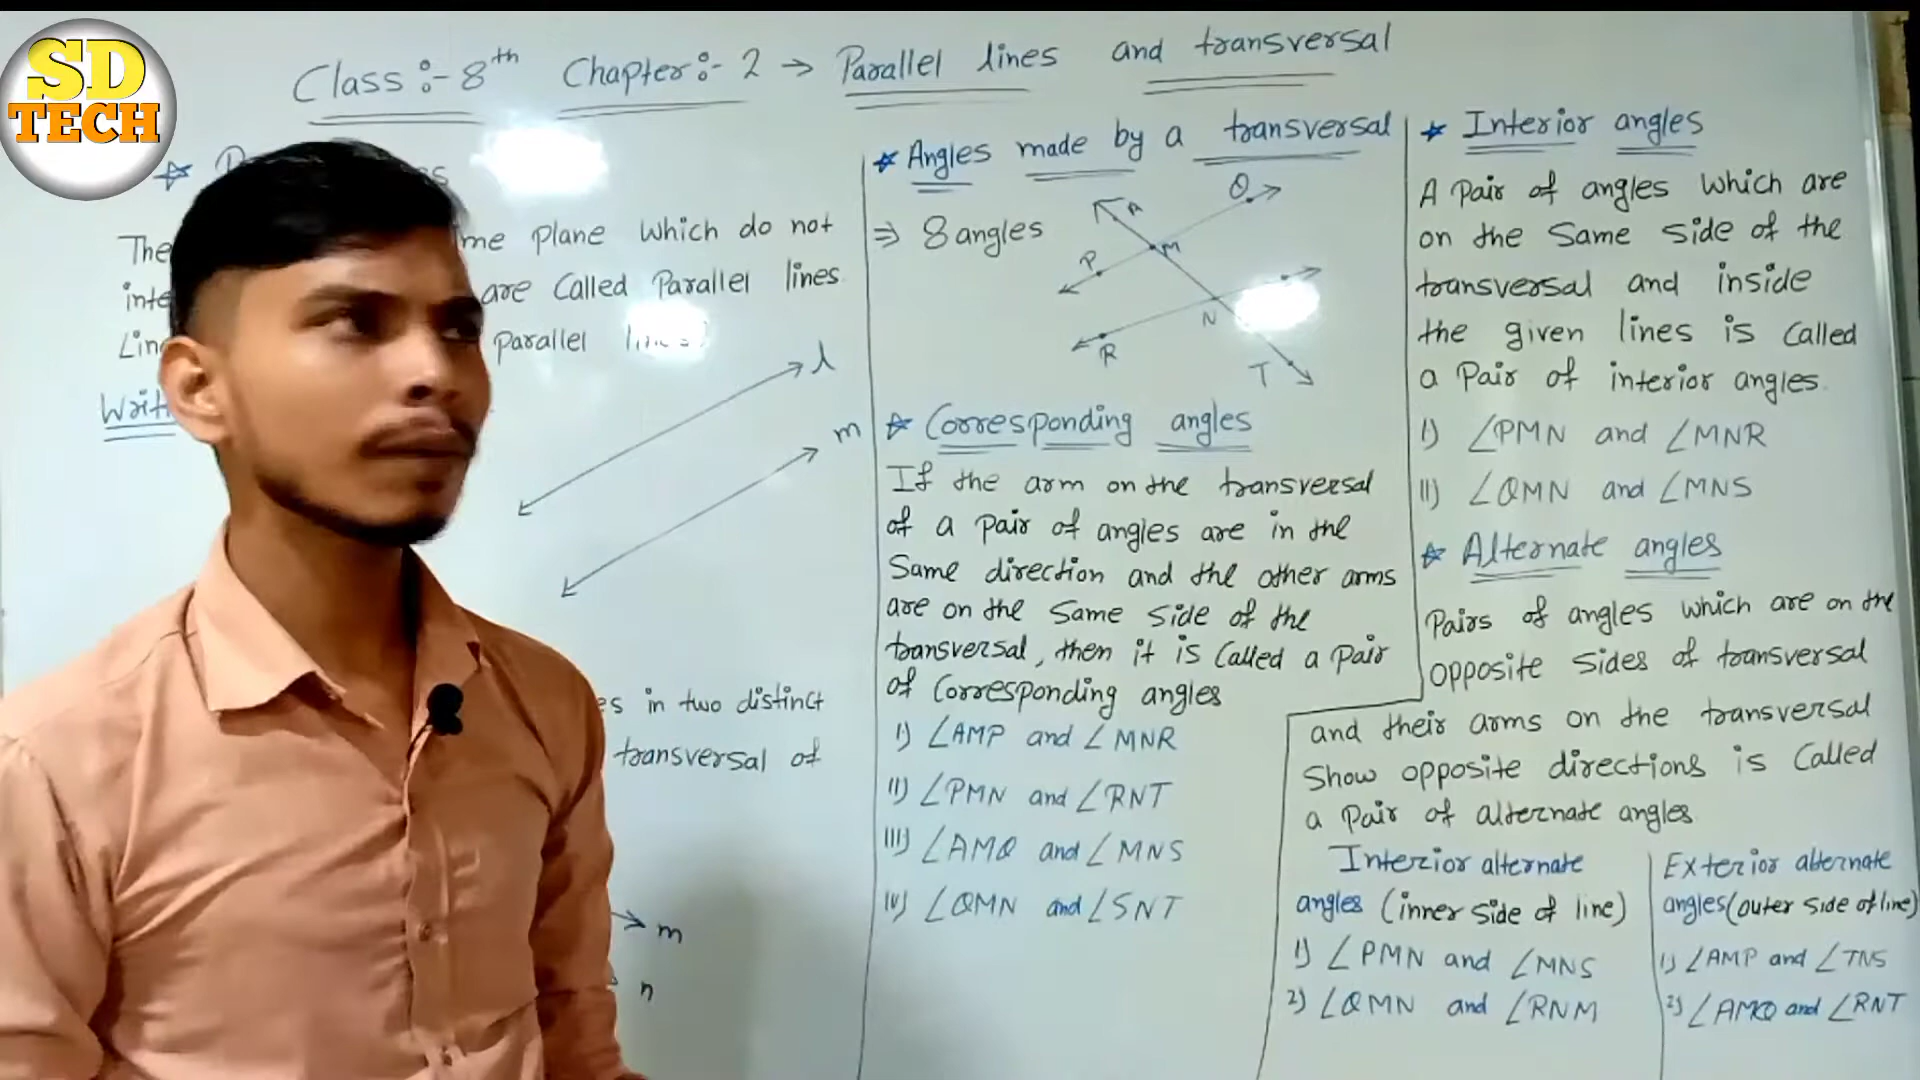 SD
TECH
Class:- 8th Chapter:- 2 → Parallel lines and transversal
The me plane which do not
inte are called Parallel lines
Lin parallel lines
Writ
l
m
es in two distinct
transversal of
m
n
* Angles made by a transversal
⇒ 8 angles
A
Q
P
M
N
R
T
* Corresponding angles
If the arm on the transversal
of a pair of angles are in the
Same direction and the other arms
are on the Same Side of the
transversal, then it is Called a Pair
of Corresponding angles
I) ∠AMP and ∠MNR
II) ∠PMN and ∠RNT
III) ∠AMQ and ∠MNS
IV) ∠QMN and ∠SNT
* Interior angles
A Pair of angles which are
on the Same side of the
transversal and inside
the given lines is Called
a Pair of interior angles.
I) ∠PMN and ∠MNR
II) ∠QMN and ∠MNS
* Alternate angles
Pairs of angles which are on the
opposite sides of transversal
and their arms on the transversal
Show opposite directions is Called
a Pair of alternate angles
Interior alternate
angles (inner side of line)
1) ∠PMN and ∠MNS
2) ∠QMN and ∠RNM
Exterior alternate
angles (outer side of line)
1) ∠AMP and ∠TNS
2) ∠AMQ and ∠RNT